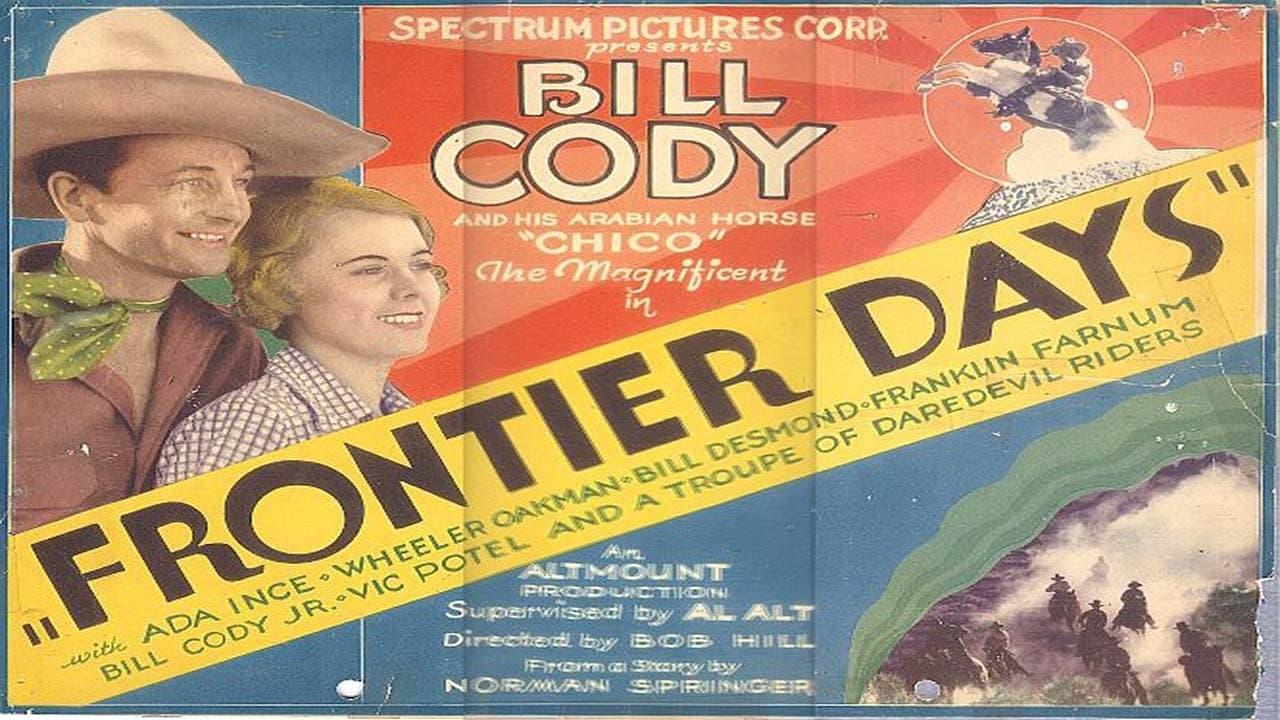 SPECTRUM PICTURES CORP.
presents
BILL
CODY
AND HIS ARABIAN HORSE
"CHICO"
The Magnificent
in
"FRONTIER DAYS"
with ADA INCE • WHEELER OAKMAN • BILL DESMOND • FRANKLIN FARNUM
BILL CODY JR. • VIC POTEL AND A TROUPE OF DAREDEVIL RIDERS
An
ALTMOUNT
PRODUCTION
Supervised by AL ALT
Directed by BOB HILL
From a Story by
NORMAN SPRINGER